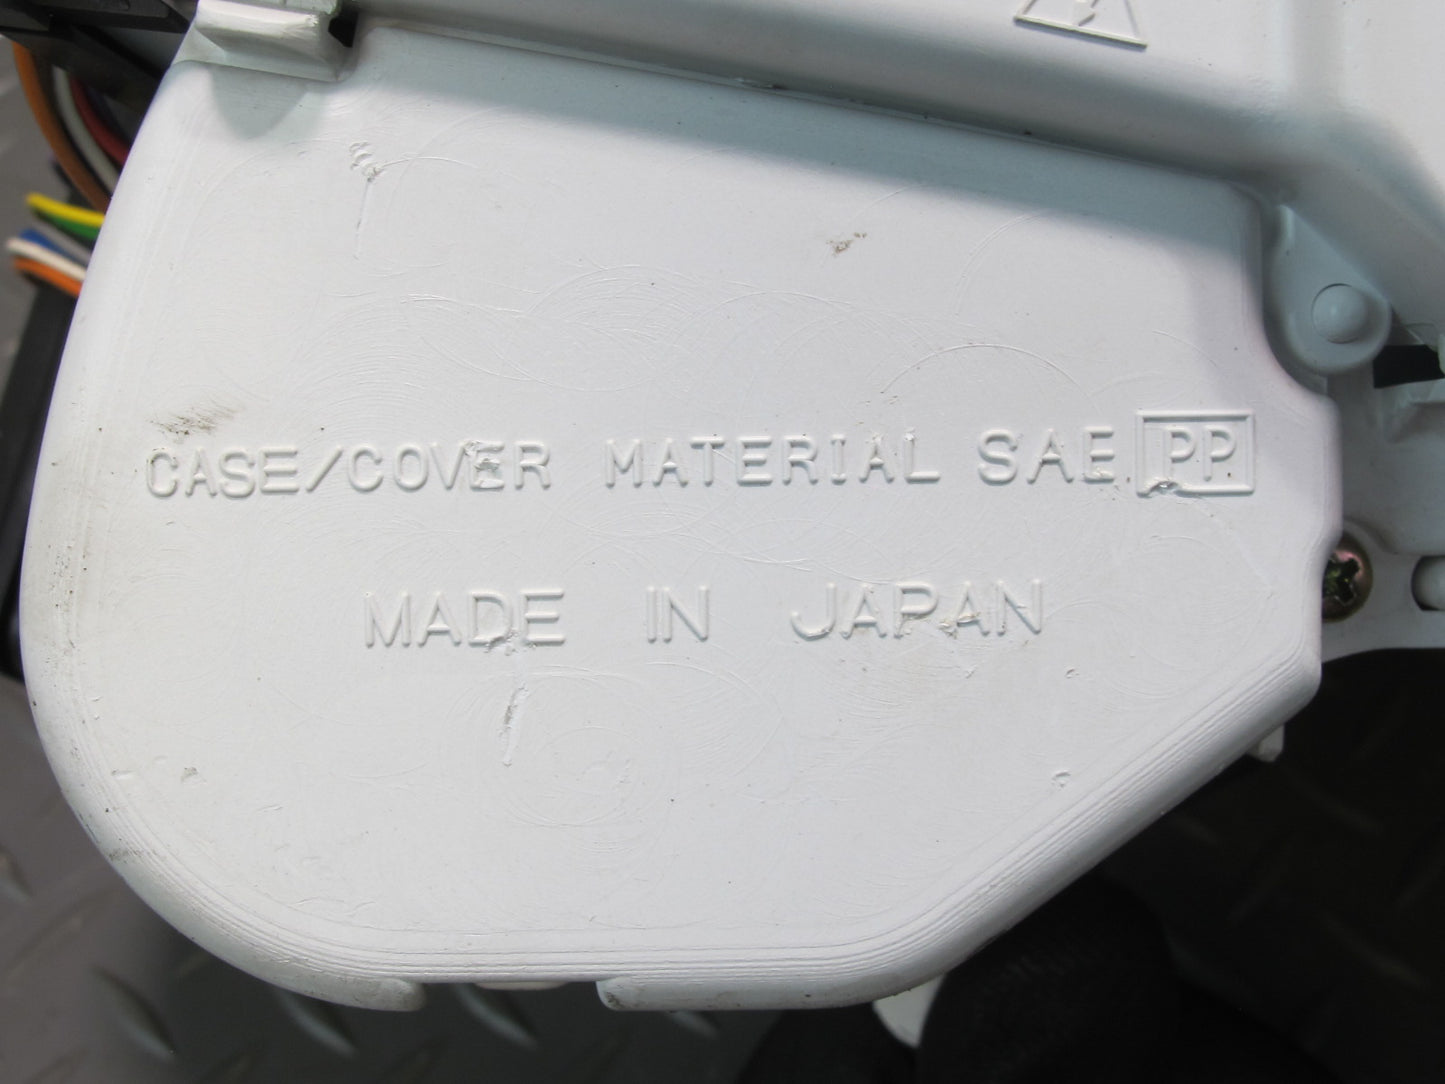 CASE/COVER MATERIAL SAE PP
MADE IN JAPAN